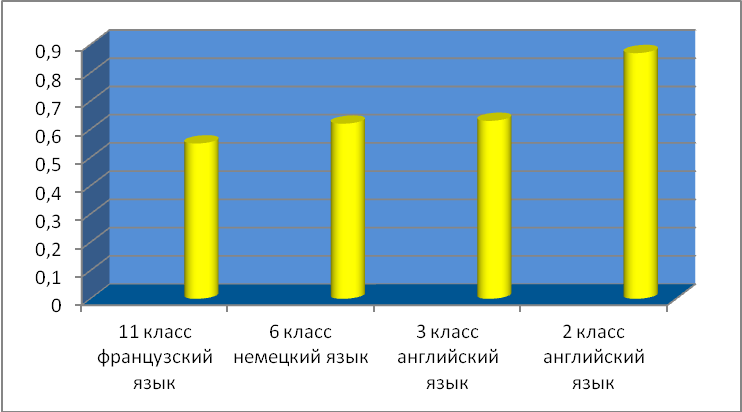 0,9
0,8
0,7
0,6
0,5
0,4
0,3
0,2
0,1
0
11 класс
французский
язык
6 класс
немецкий язык
3 класс
английский
язык
2 класс
английский
язык